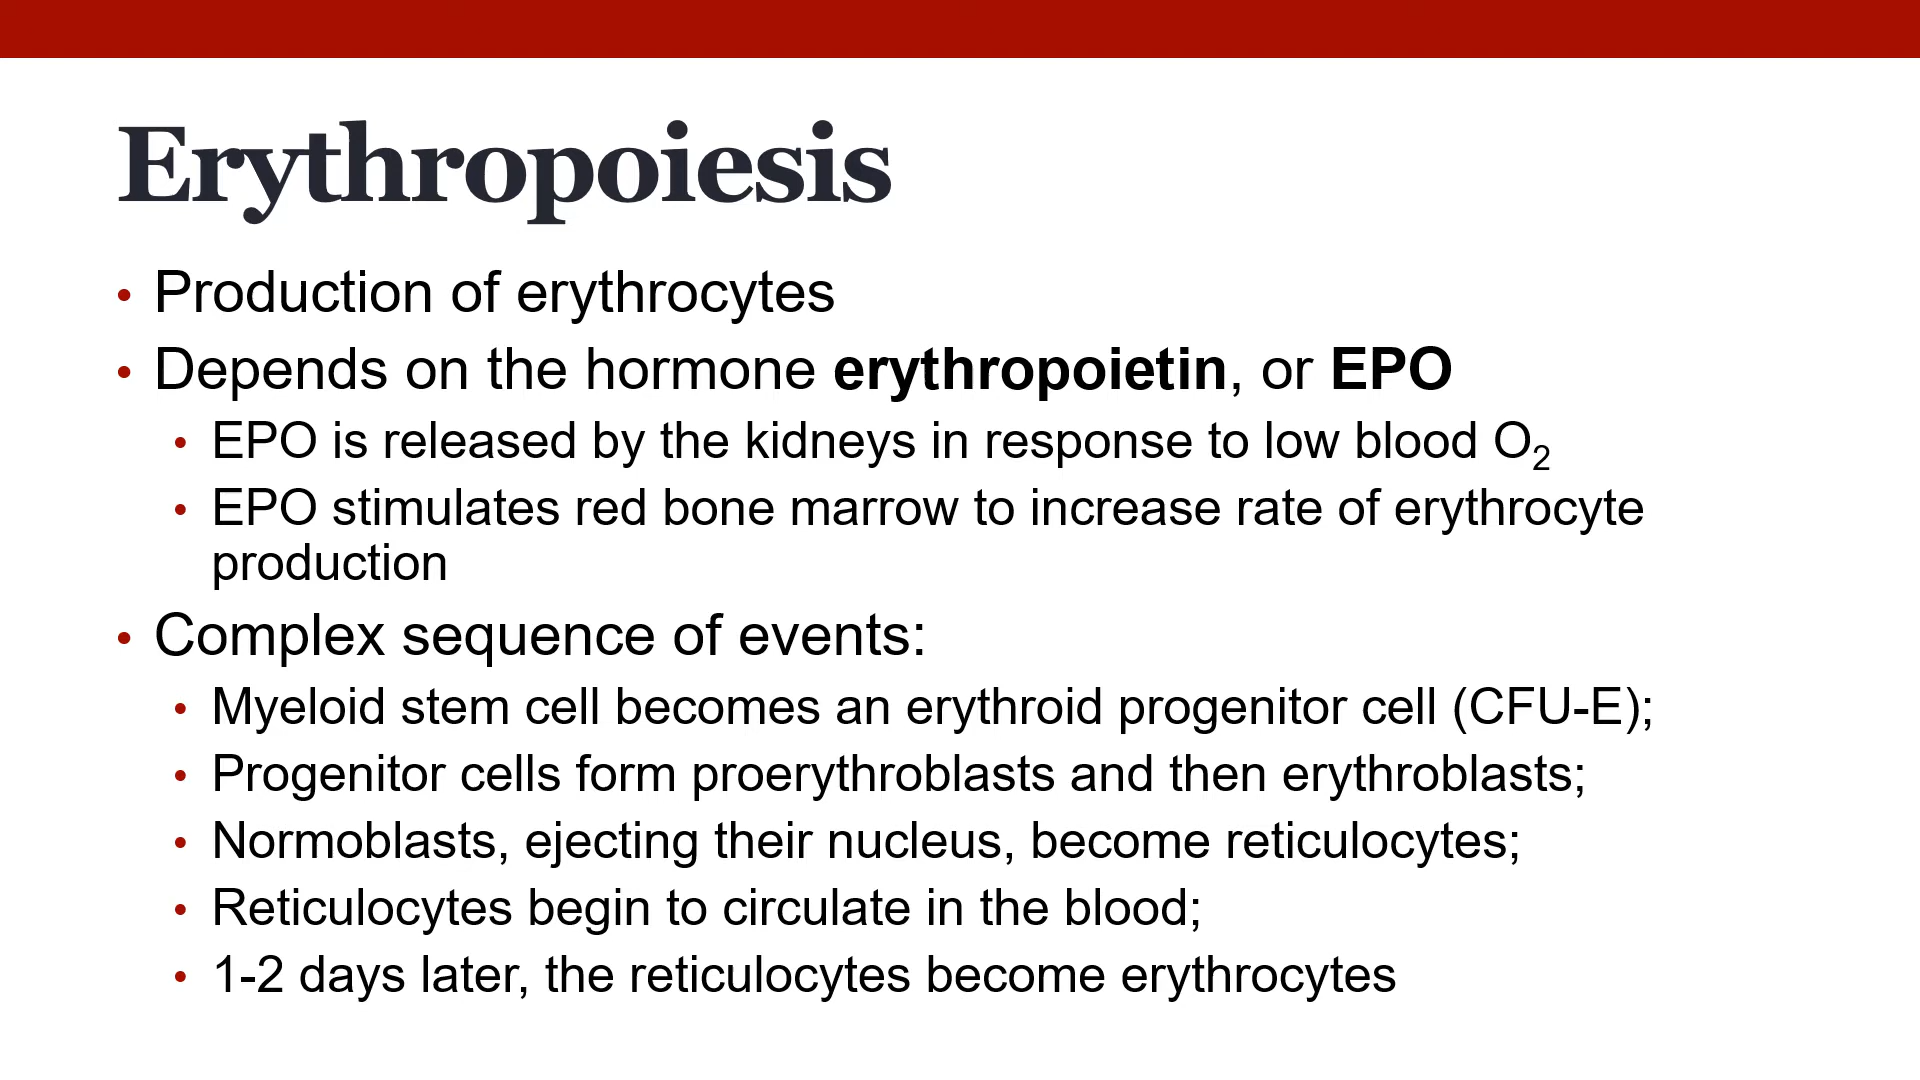 Erythropoiesis
• Production of erythrocytes
• Depends on the hormone erythropoietin, or EPO
• EPO is released by the kidneys in response to low blood O₂
• EPO stimulates red bone marrow to increase rate of erythrocyte
production
• Complex sequence of events:
• Myeloid stem cell becomes an erythroid progenitor cell (CFU-E);
• Progenitor cells form proerythroblasts and then erythroblasts;
• Normoblasts, ejecting their nucleus, become reticulocytes;
• Reticulocytes begin to circulate in the blood;
• 1-2 days later, the reticulocytes become erythrocytes